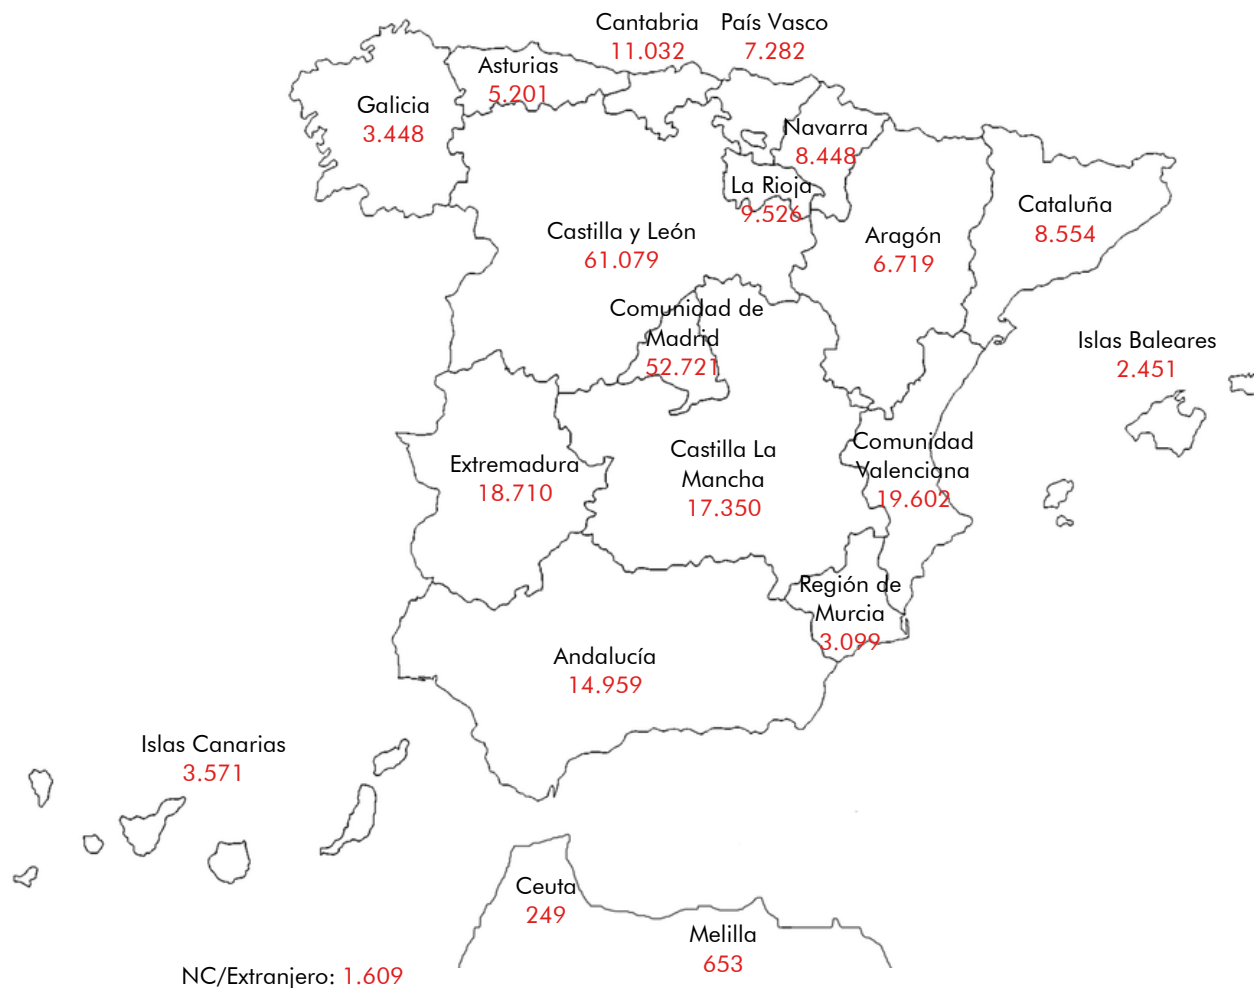 Cantabria
11.032
País Vasco
7.282
Asturias
5.201
Galicia
3.448
Navarra
8.448
La Rioja
9.526
Cataluña
8.554
Castilla y León
61.079
Aragón
6.719
Comunidad de
Madrid
52.721
Islas Baleares
2.451
Extremadura
18.710
Castilla La
Mancha
17.350
Comunidad
Valenciana
19.602
Región de
Murcia
3.099
Andalucía
14.959
Islas Canarias
3.571
Ceuta
249
Melilla
653
NC/Extranjero: 1.609